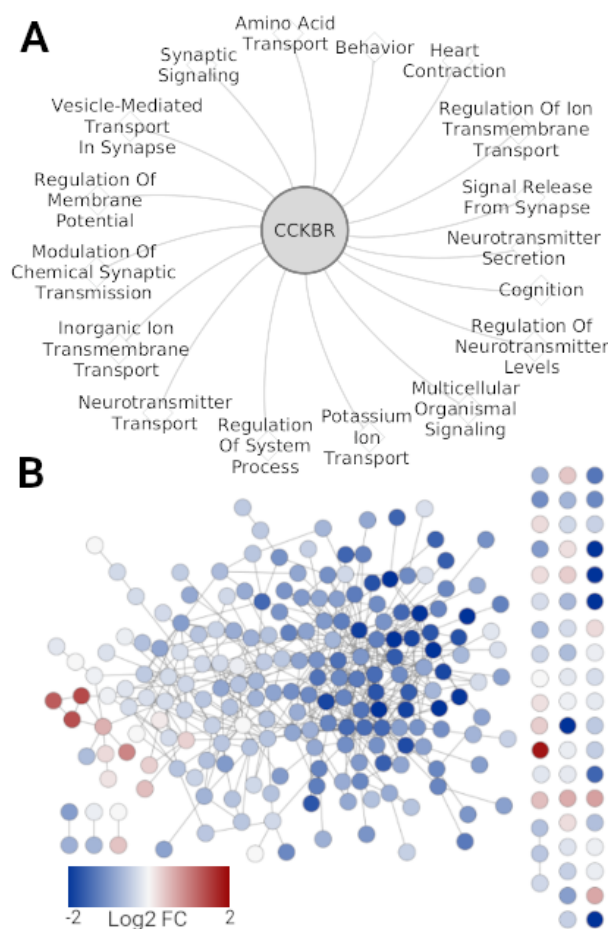 A
Amino Acid
Transport
Behavior
Heart
Contraction
Synaptic
Signaling
Vesicle-Mediated
Transport
In Synapse
Regulation Of Ion
Transmembrane
Transport
Regulation Of
Membrane
Potential
Signal Release
From Synapse
CCKBR
Neurotransmitter
Secretion
Modulation Of
Chemical Synaptic
Transmission
Cognition
Inorganic Ion
Transmembrane
Transport
Regulation Of
Neurotransmitter
Levels
Neurotransmitter
Transport
Multicellular
Organismal
Signaling
Regulation
Of System
Process
Potassium
Ion
Transport
B
-2 Log2 FC 2